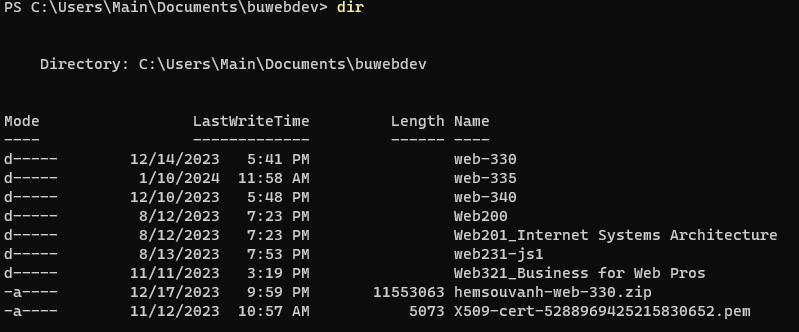 PS C:\Users\Main\Documents\buwebdev> dir
Directory: C:\Users\Main\Documents\buwebdev
Mode LastWriteTime Length Name
---- ------------- ------ ----
d----- 12/14/2023 5:41 PM web-330
d----- 1/10/2024 11:58 AM web-335
d----- 12/10/2023 5:48 PM web-340
d----- 8/12/2023 7:23 PM Web200
d----- 8/12/2023 7:23 PM Web201_Internet Systems Architecture
d----- 8/13/2023 7:53 PM web231-js1
d----- 11/11/2023 3:19 PM Web321_Business for Web Pros
-a---- 12/17/2023 9:59 PM 11553063 hemsouvanh-web-330.zip
-a---- 11/12/2023 10:57 AM 5073 X509-cert-5288969425215830652.pem